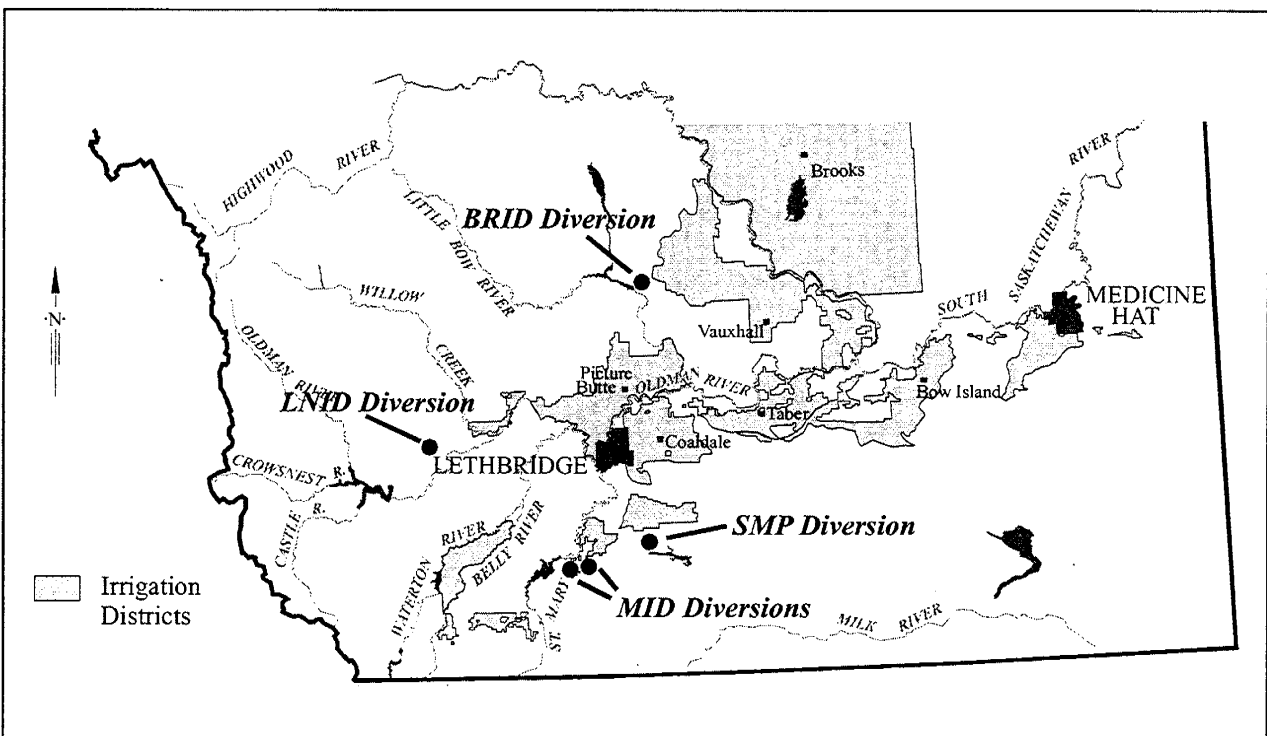 HIGHWOOD RIVER
Brooks
LITTLE BOW RIVER
BRID Diversion
SOUTH SASKATCHEWAN RIVER
·N·
WILLOW CREEK
MEDICINE
HAT
Vauxhall
OLDMAN RIVER
Picture
Butte
OLDMAN RIVER
Bow Island
LNID Diversion
Taber
Coaldale
LETHBRIDGE
CROWSNEST R.
CASTLE R.
SMP Diversion
WATERTON RIVER
BELLY RIVER
Irrigation
Districts
ST. MARY
MID Diversions
MILK RIVER